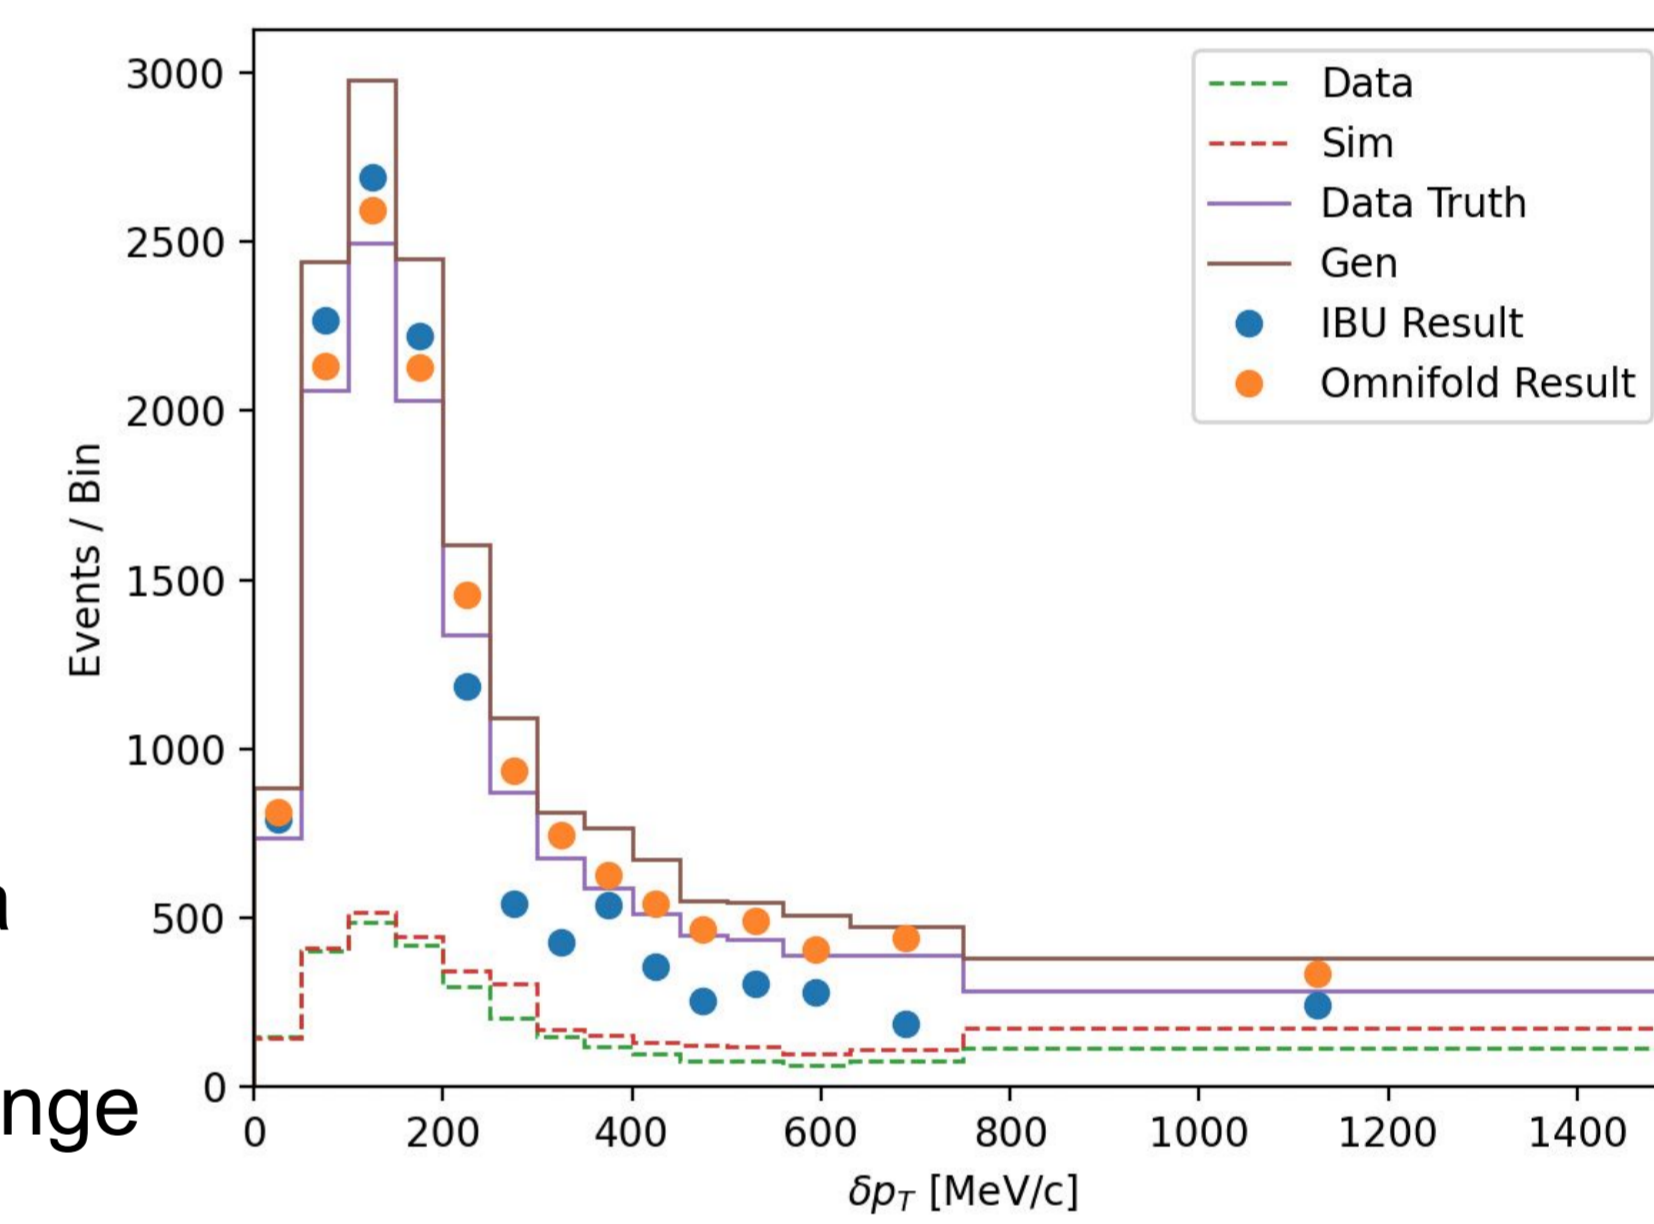 3000
2500
2000
1500
1000
500
0
Events / Bin
Data
Sim
Data Truth
Gen
IBU Result
Omnifold Result
a
nge
0 200 400 600 800 1000 1200 1400
δp_T [MeV/c]